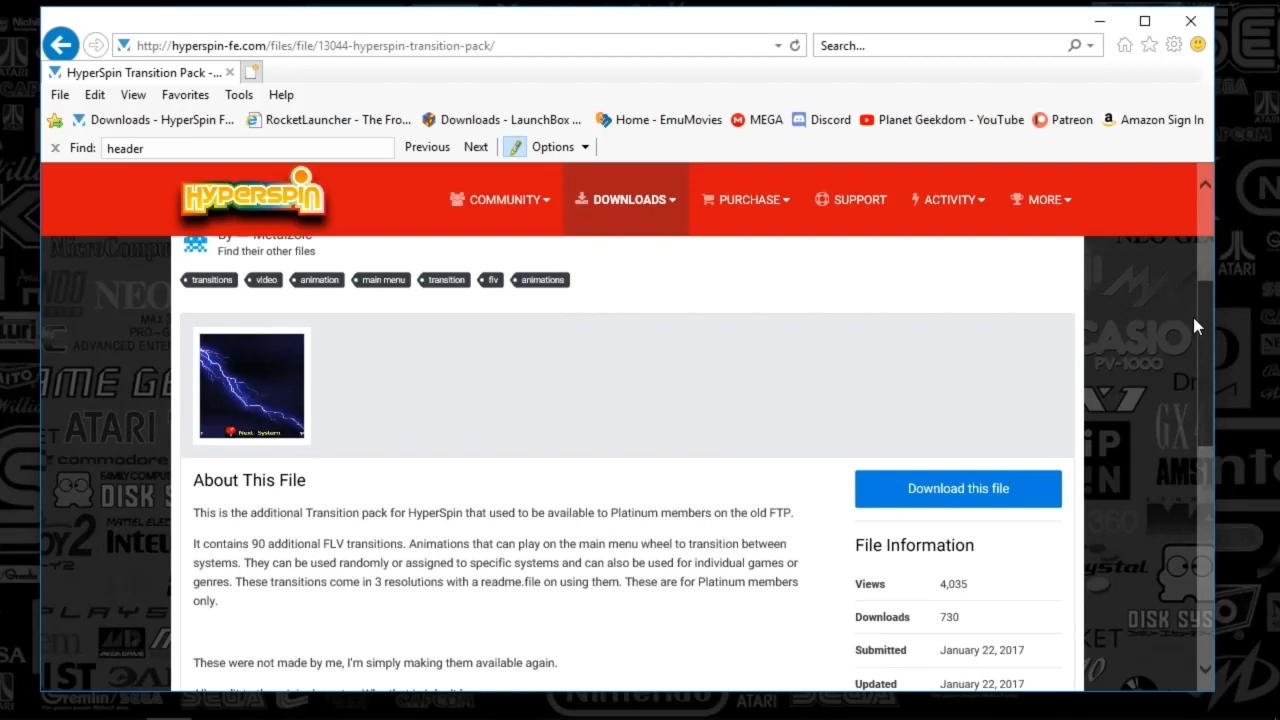 http://hyperspin-fe.com/files/file/13044-hyperspin-transition-pack/
Search...
HyperSpin Transition Pack -...
File Edit View Favorites Tools Help
Downloads - HyperSpin F... RocketLauncher - The Fro... Downloads - LaunchBox ... Home - EmuMovies MEGA Discord Planet Geekdom - YouTube Patreon Amazon Sign In
Find: header Previous Next Options
HYPERSPIN
COMMUNITY DOWNLOADS PURCHASE SUPPORT ACTIVITY MORE
Find their other files
transitions video animation main menu transition flv animations
Next System
About This File
Download this file
This is the additional Transition pack for HyperSpin that used to be available to Platinum members on the old FTP.
It contains 90 additional FLV transitions. Animations that can play on the main menu wheel to transition between
systems. They can be used randomly or assigned to specific systems and can also be used for individual games or
genres. These transitions come in 3 resolutions with a readme.file on using them. These are for Platinum members
only.
These were not made by me, I'm simply making them available again.
File Information
Views 4,035
Downloads 730
Submitted January 22, 2017
Updated January 22, 2017
ATARI
commodore
DISK SYS
CASIO
PV-1000